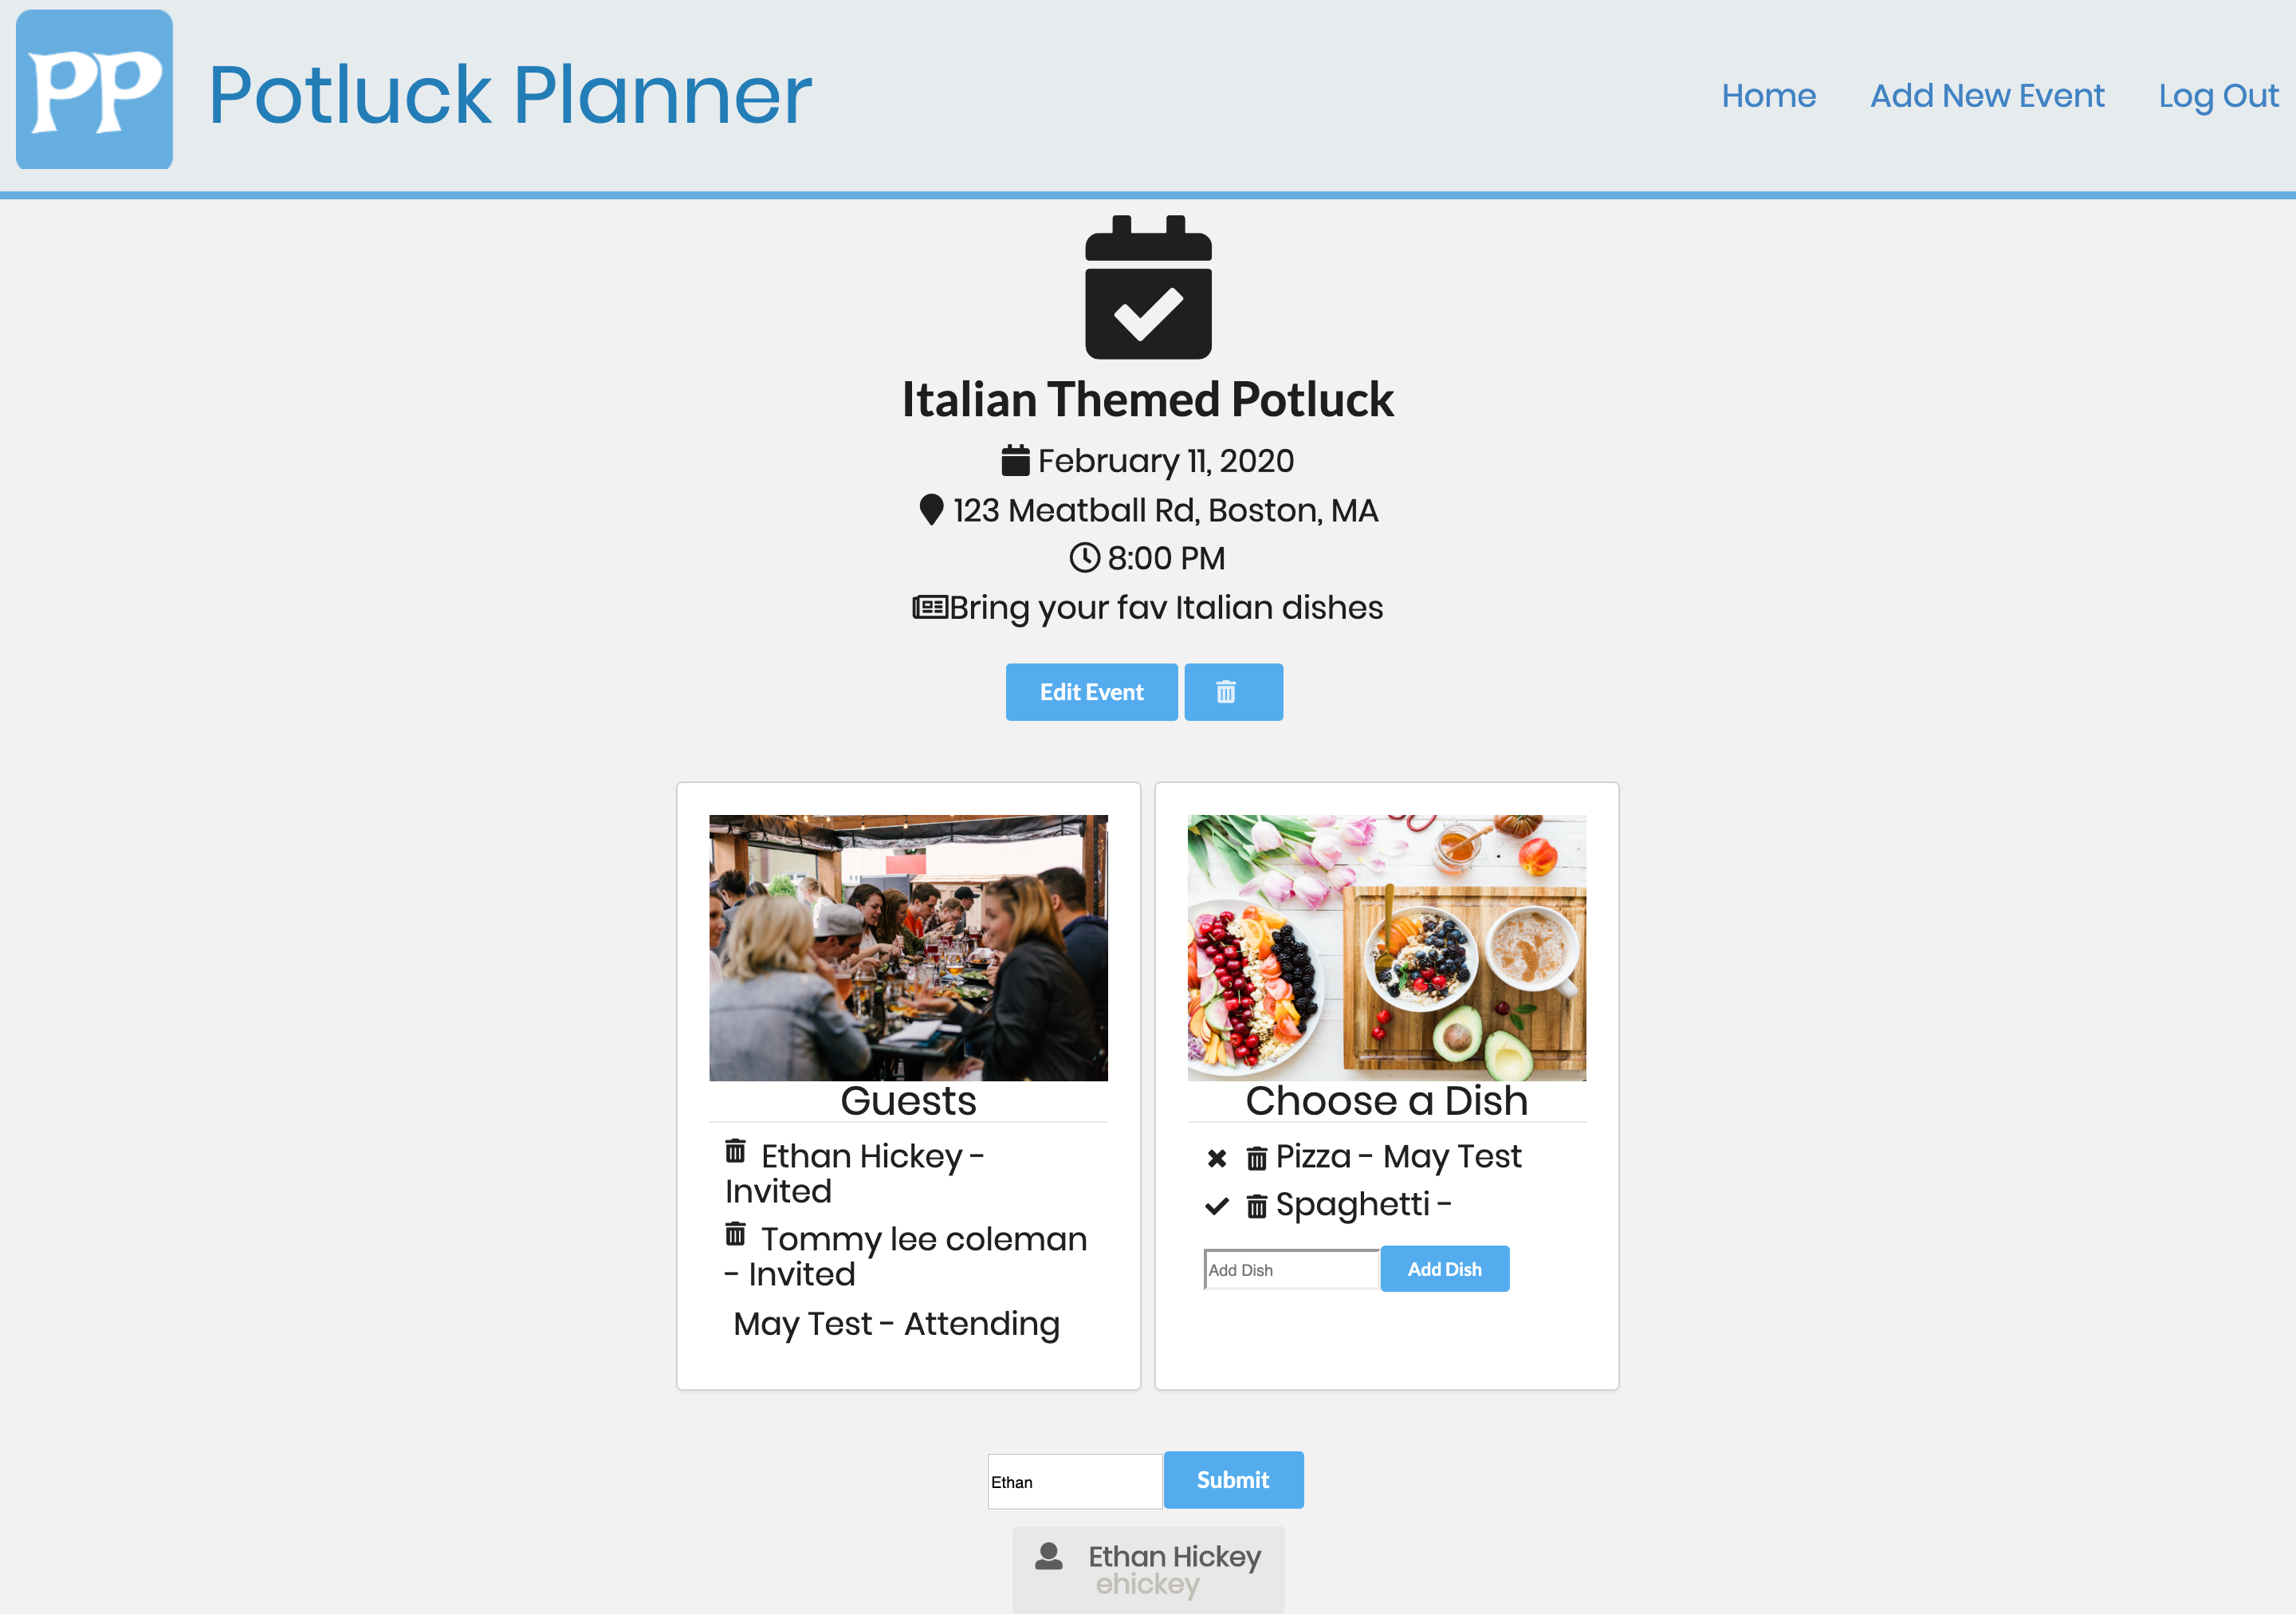 PP
Potluck Planner
Home
Add New Event
Log Out
Italian Themed Potluck
February 11, 2020
123 Meatball Rd, Boston, MA
8:00 PM
Bring your fav Italian dishes
Edit Event
Guests
Ethan Hickey -
Invited
Tommy lee coleman
- Invited
May Test - Attending
Choose a Dish
Pizza - May Test
Spaghetti -
Add Dish
Add Dish
Ethan
Submit
Ethan Hickey
ehickey